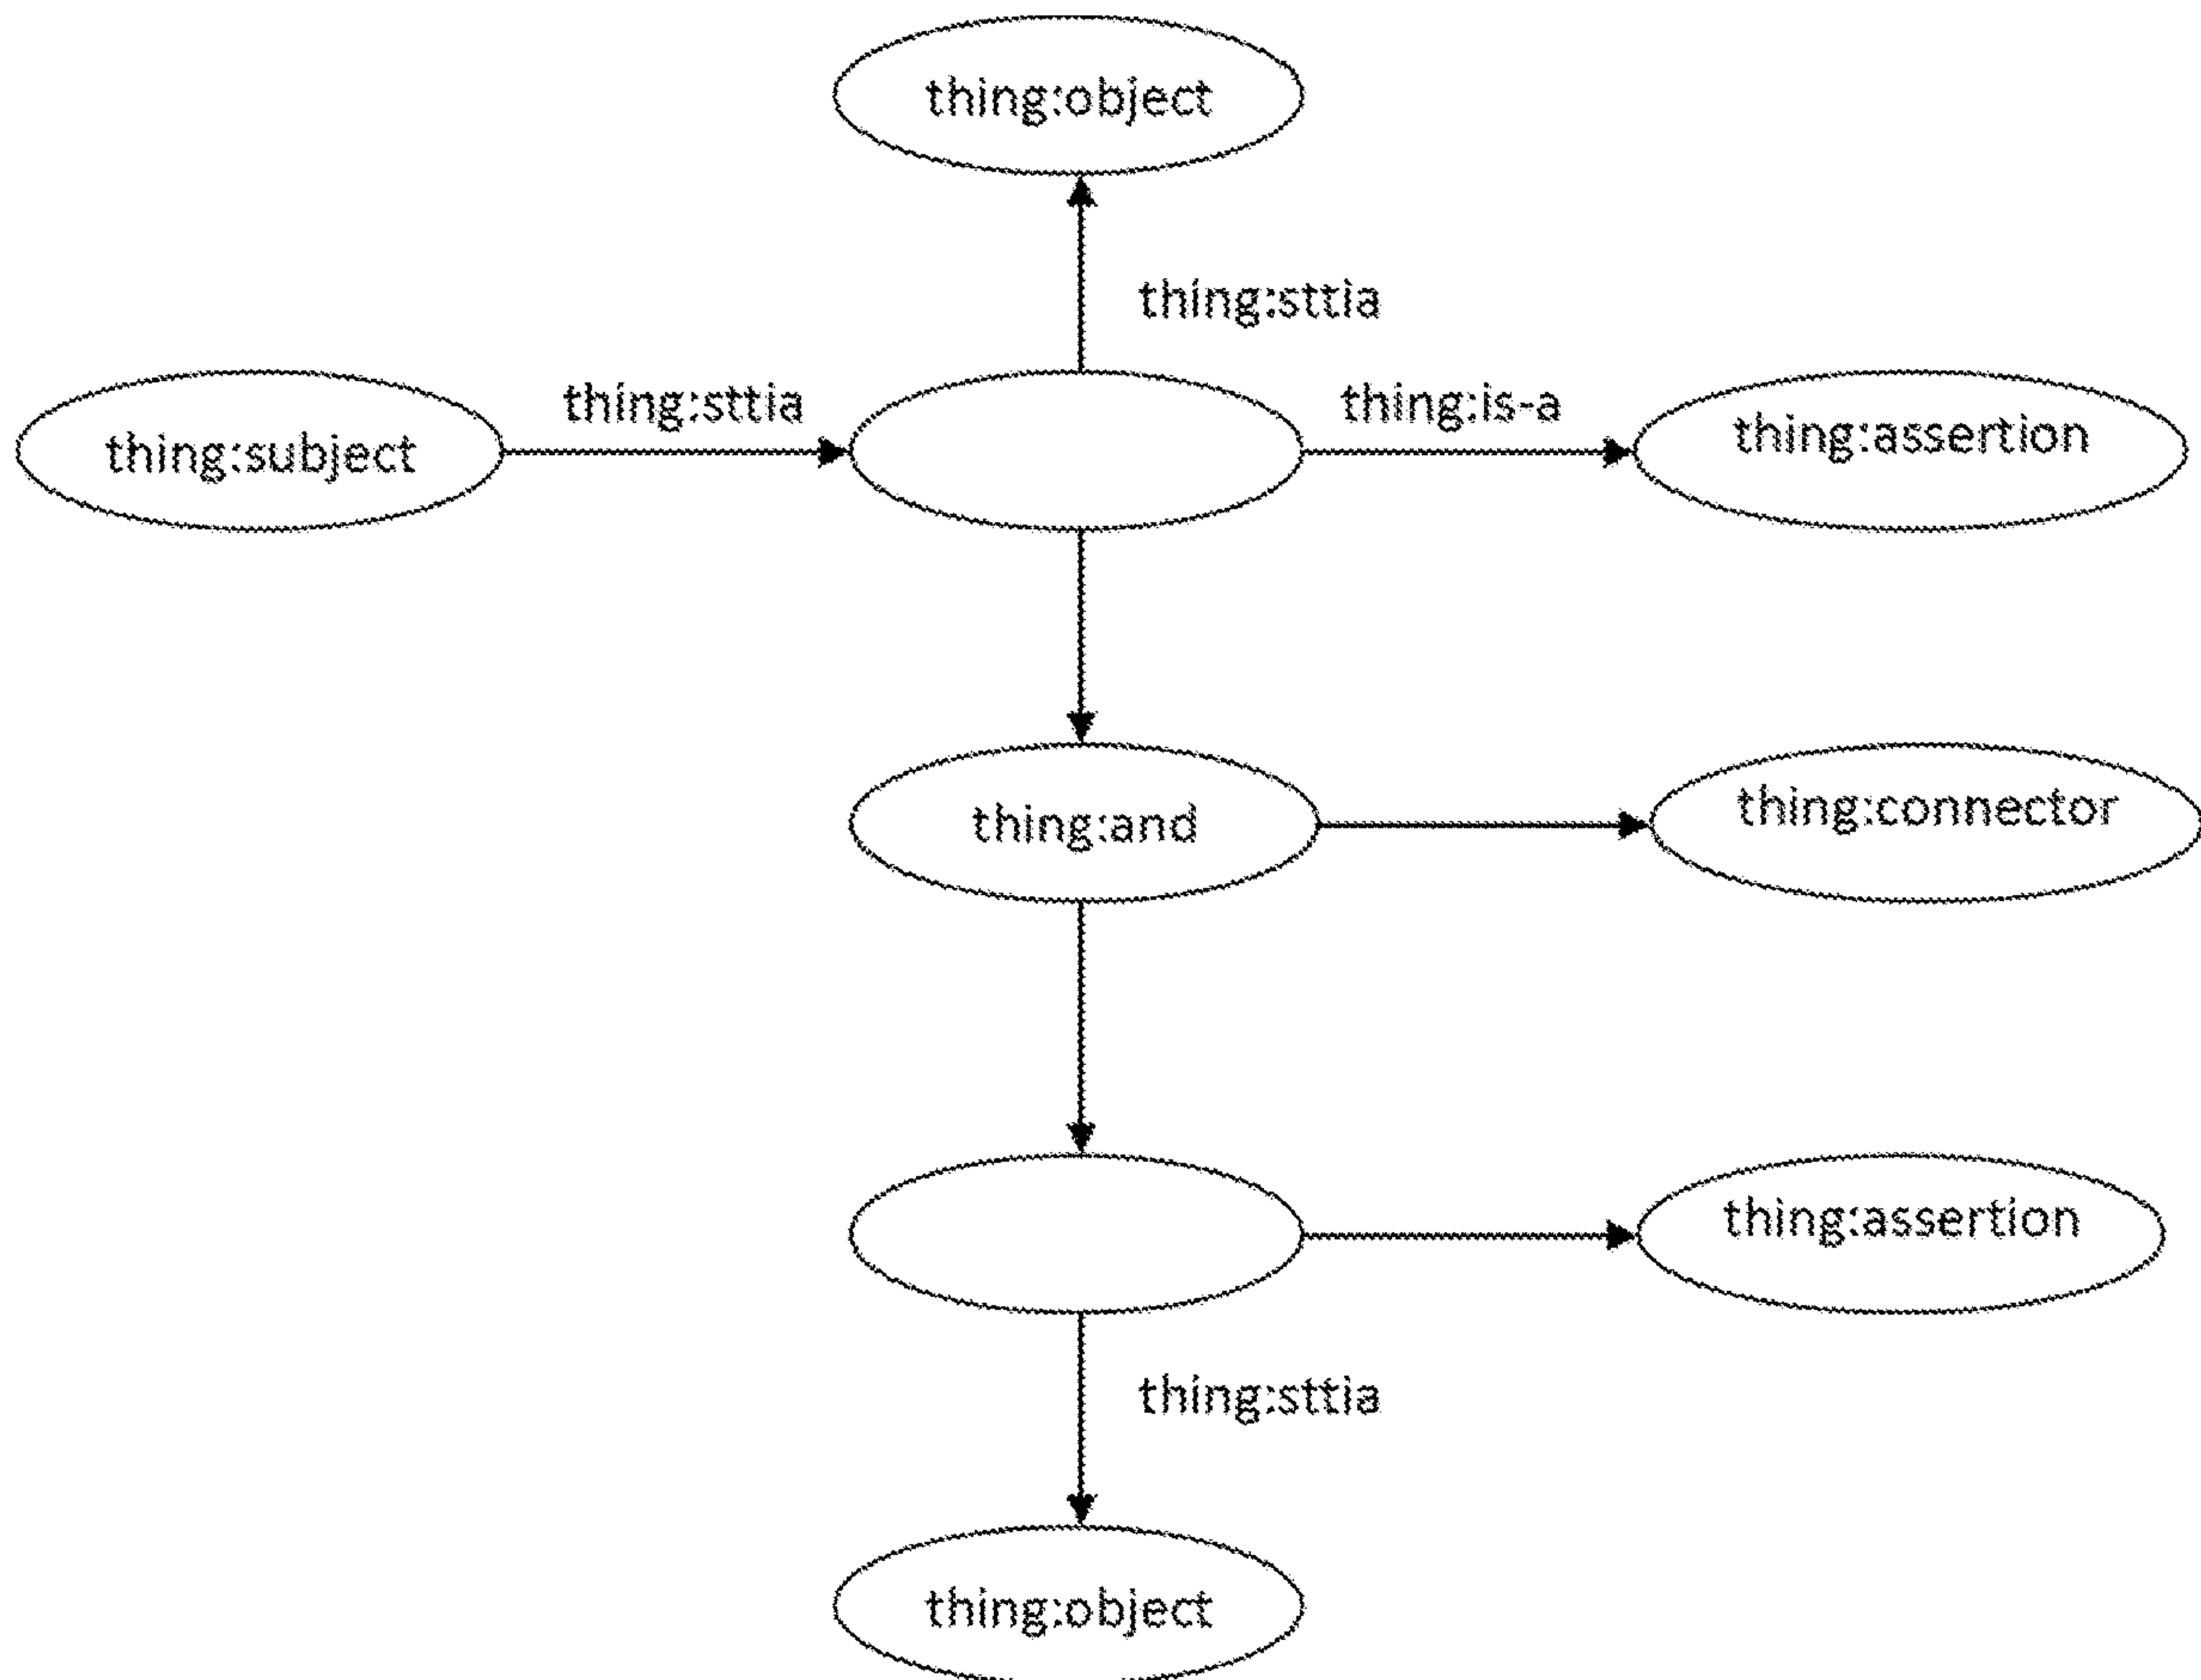 thing:object
thing:sttia
thing:sttia
thing:is-a
thing:subject
thing:assertion
thing:and
thing:connector
thing:assertion
thing:sttia
thing:object